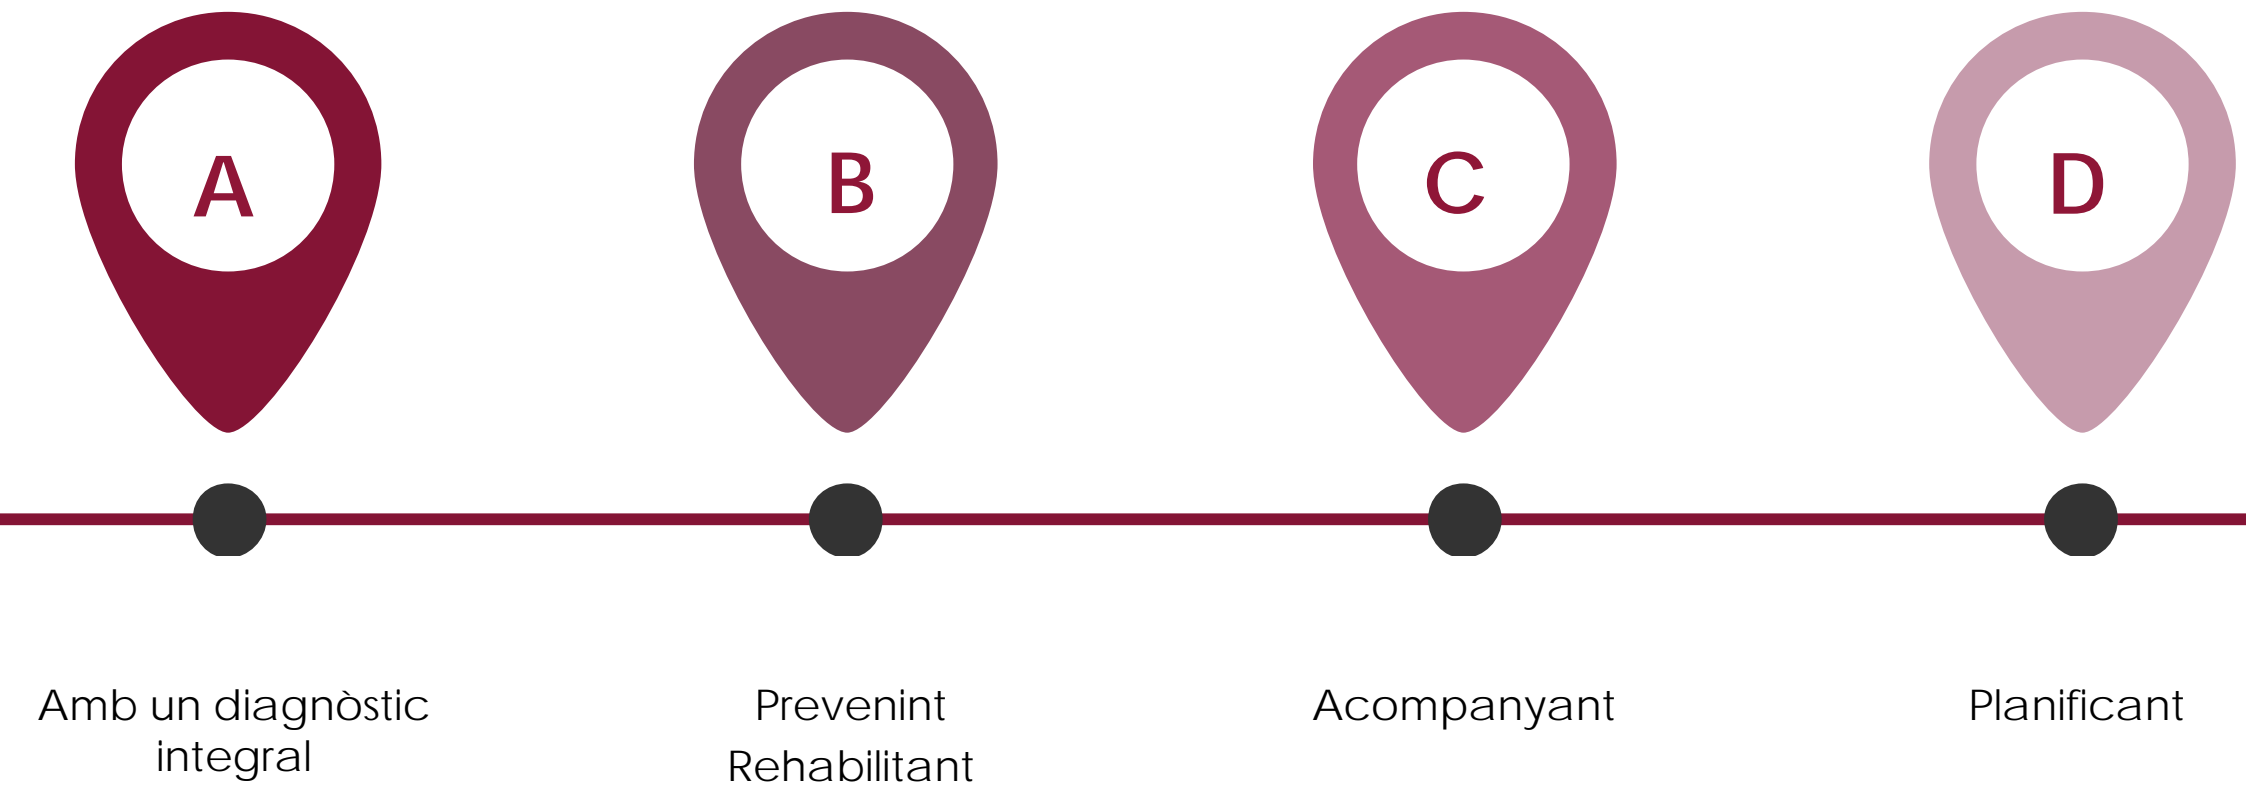 A
B
C
D
Amb un diagnòstic
integral
Prevenint
Rehabilitant
Acompanyant
Planificant